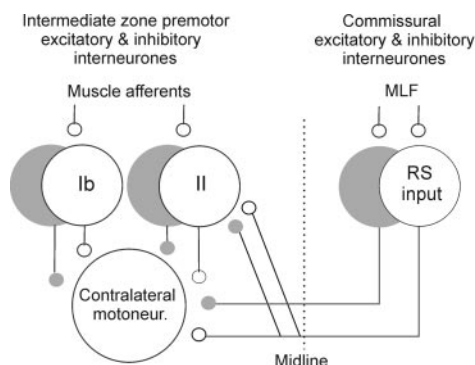 Intermediate zone premotor
excitatory & inhibitory
interneurones
Muscle afferents
Commissural
excitatory & inhibitory
interneurones
MLF
Ib
II
RS
input
Contralateral
motoneur.
Midline